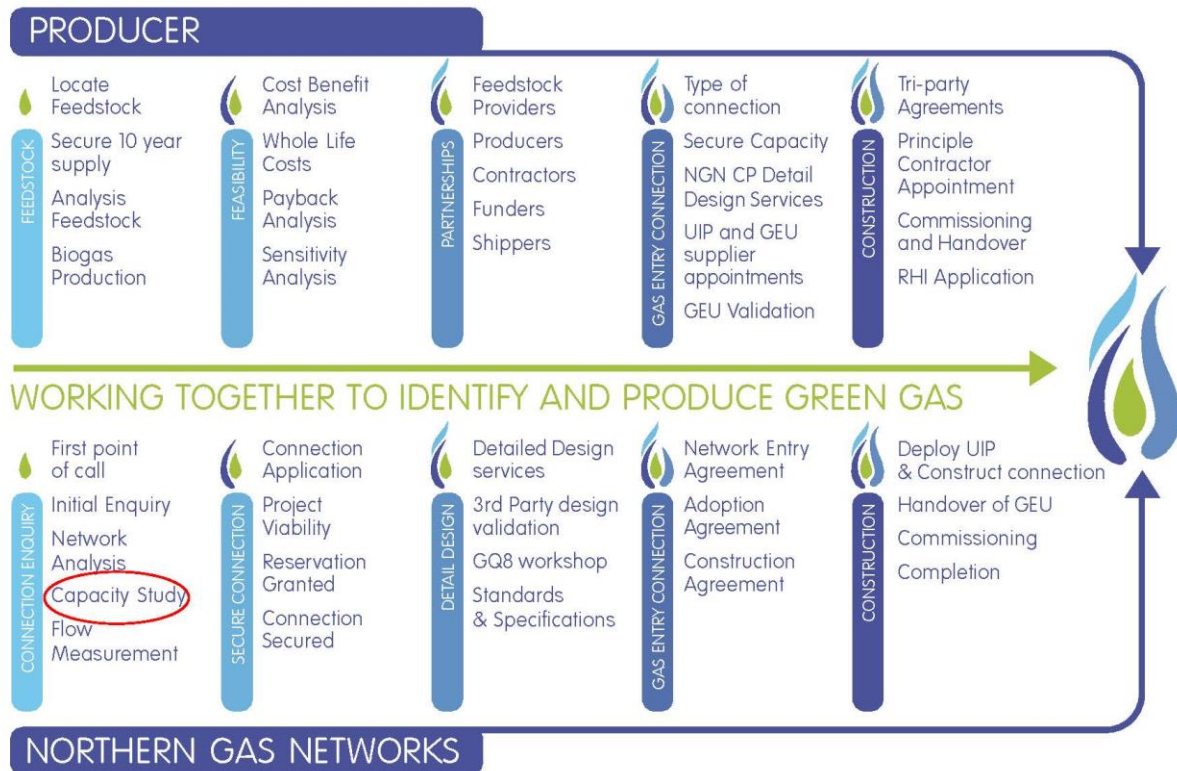 PRODUCER
FEEDSTOCK
Locate
Feedstock
Secure 10 year
supply
Analysis
Feedstock
Biogas
Production
FEASIBILITY
Cost Benefit
Analysis
Whole Life
Costs
Payback
Analysis
Sensitivity
Analysis
PARTNERSHIPS
Feedstock
Providers
Producers
Contractors
Funders
Shippers
GAS ENTRY CONNECTION
Type of
connection
Secure Capacity
NGN CP Detail
Design Services
UIP and GEU
supplier
appointments
GEU Validation
CONSTRUCTION
Tri-party
Agreements
Principle
Contractor
Appointment
Commissioning
and Handover
RHI Application
WORKING TOGETHER TO IDENTIFY AND PRODUCE GREEN GAS
CONNECTION ENQUIRY
First point
of call
Initial Enquiry
Network
Analysis
Capacity Study
Flow
Measurement
SECURE CONNECTION
Connection
Application
Project
Viability
Reservation
Granted
Connection
Secured
DETAIL DESIGN
Detailed Design
services
3rd Party design
validation
GQ8 workshop
Standards
& Specifications
GAS ENTRY CONNECTION
Network Entry
Agreement
Adoption
Agreement
Construction
Agreement
CONSTRUCTION
Deploy UIP
& Construct connection
Handover of GEU
Commissioning
Completion
NORTHERN GAS NETWORKS